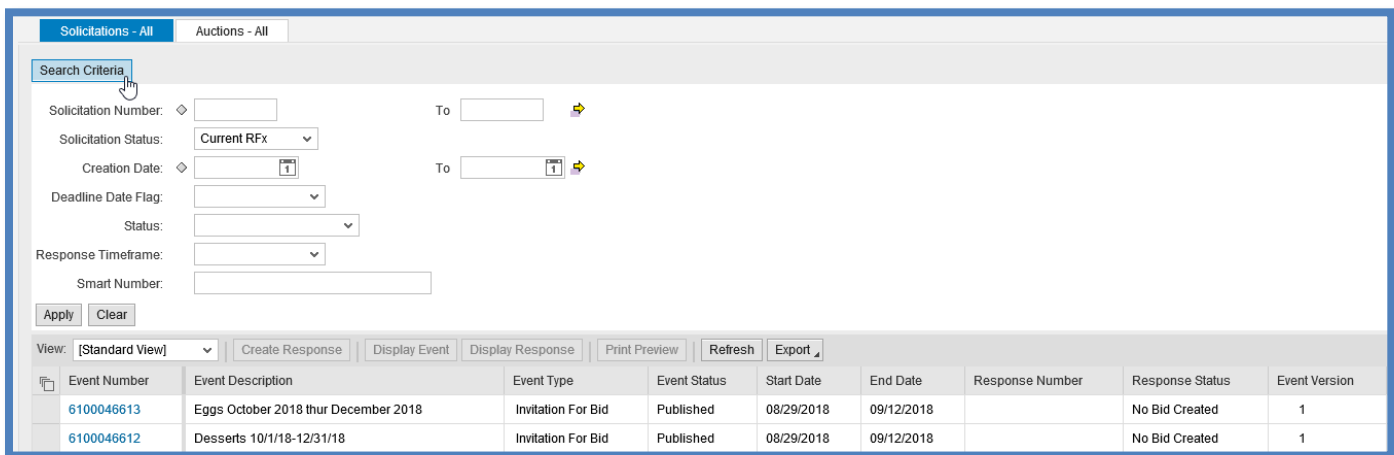 Solicitations - All Auctions - All
Search Criteria
Solicitation Number: To
Solicitation Status: Current RFx
Creation Date: 1 To 1
Deadline Date Flag:
Status:
Response Timeframe:
Smart Number:
Apply Clear
View: [Standard View] Create Response Display Event Display Response Print Preview Refresh Export
Event Number Event Description Event Type Event Status Start Date End Date Response Number Response Status Event Version
6100046613 Eggs October 2018 thur December 2018 Invitation For Bid Published 08/29/2018 09/12/2018 No Bid Created 1
6100046612 Desserts 10/1/18-12/31/18 Invitation For Bid Published 08/29/2018 09/12/2018 No Bid Created 1